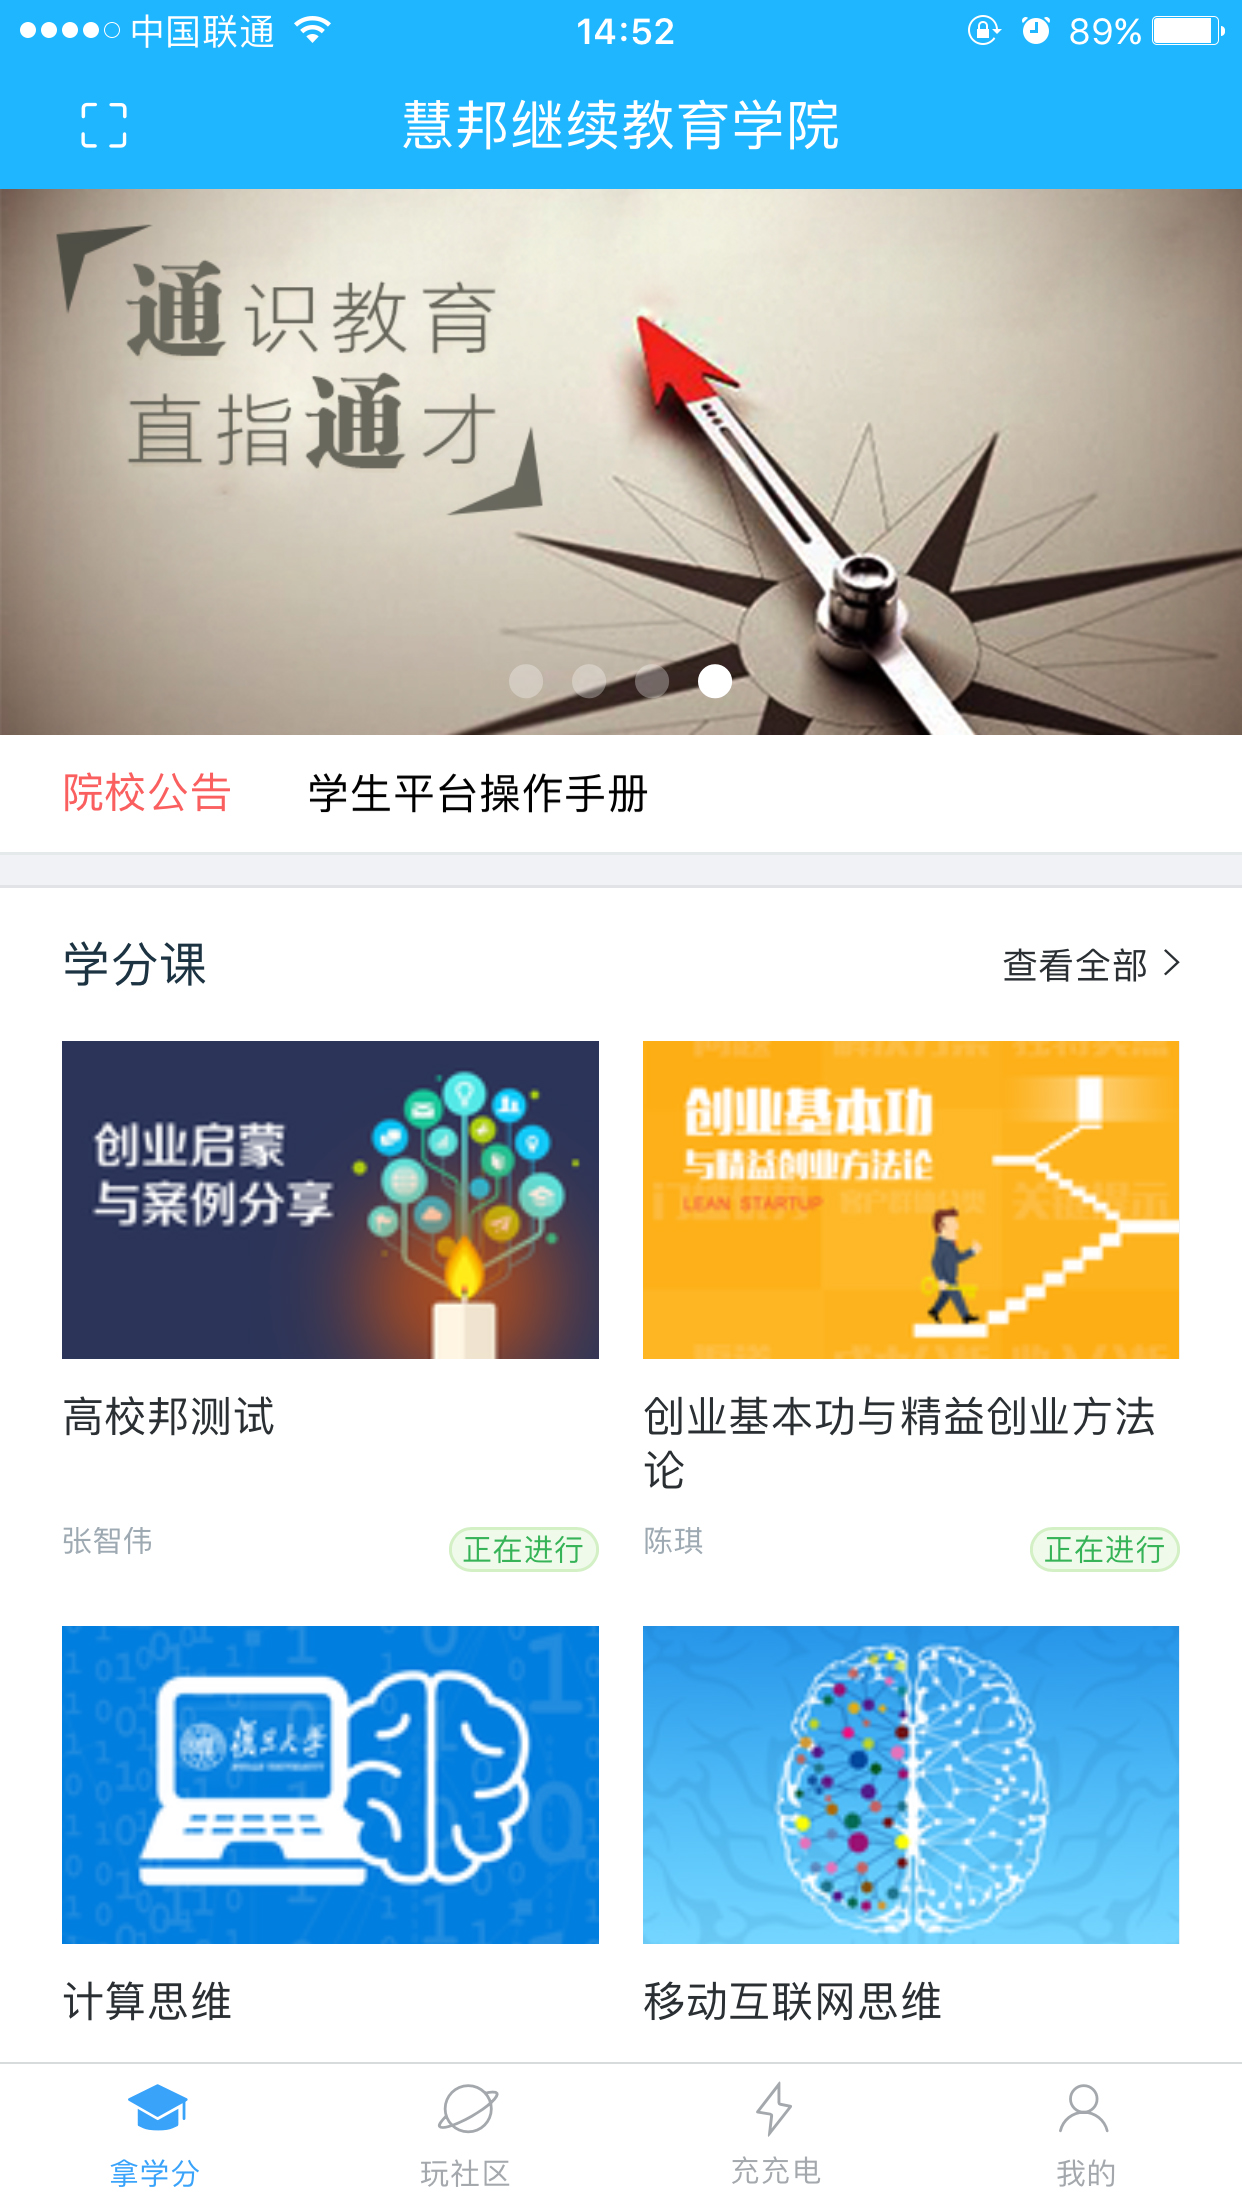 中国联通
14:52
89%
慧邦继续教育学院
通识教育
直指通才
院校公告
学生平台操作手册
学分课
查看全部
创业启蒙
与案例分享
创业基本功
与精益创业方法论
LEAN STARTUP
高校邦测试
创业基本功与精益创业方法
论
张智伟
正在进行
陈琪
正在进行
复旦大学
计算思维
移动互联网思维
拿学分
玩社区
充充电
我的